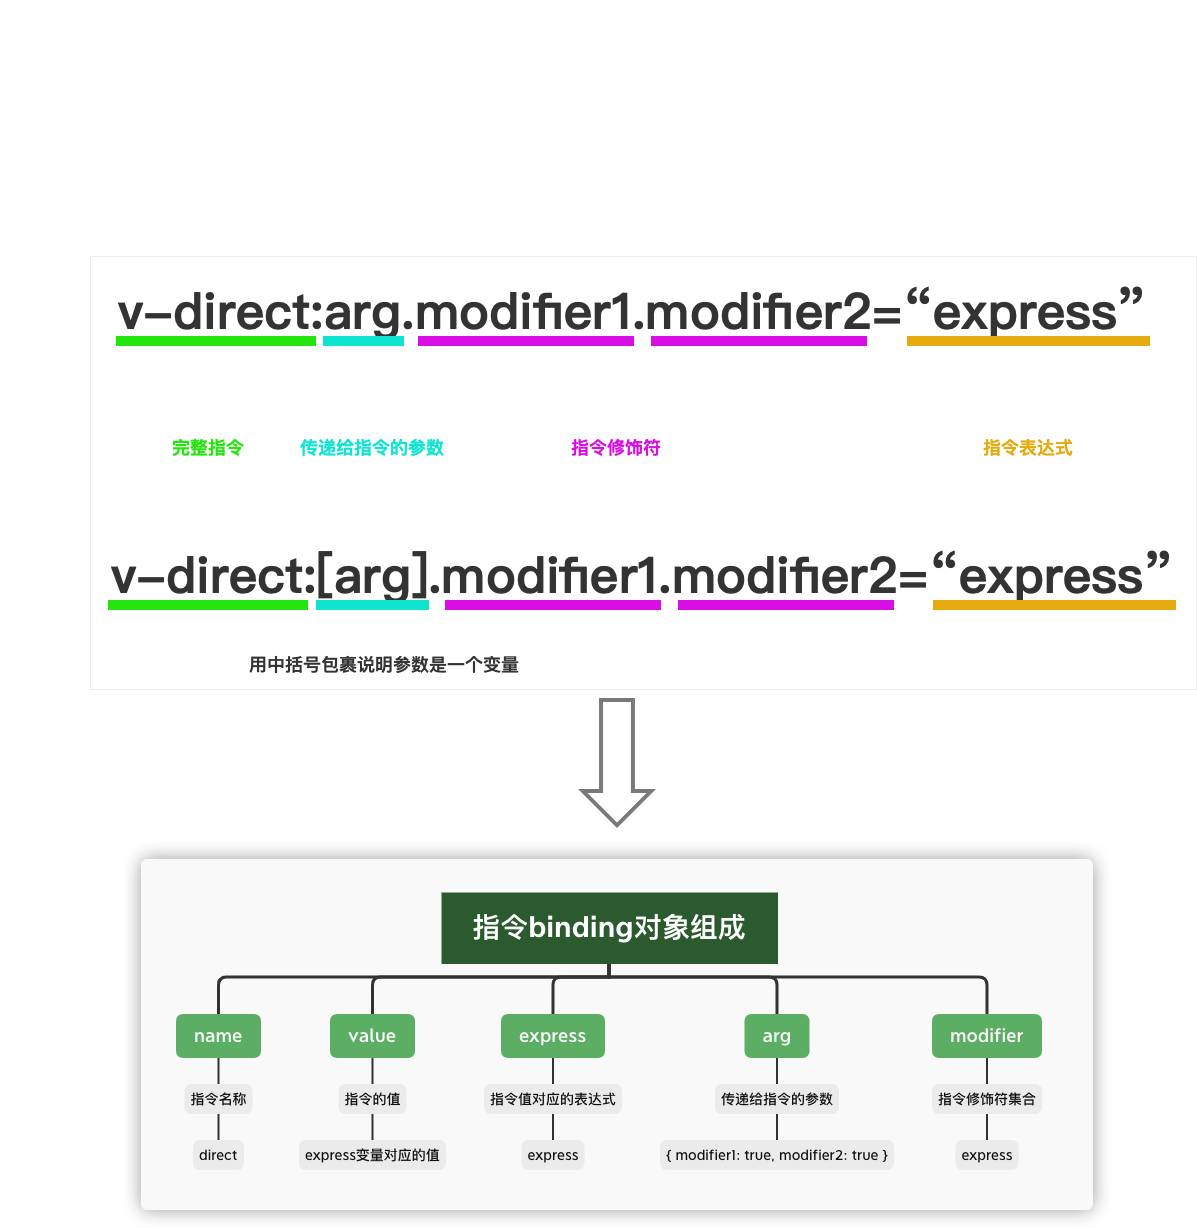 v-direct:arg.modifier1.modifier2=“express”
完整指令 传递给指令的参数 指令修饰符 指令表达式
v-direct:[arg].modifier1.modifier2=“express”
用中括号包裹说明参数是一个变量
指令binding对象组成
name value express arg modifier
指令名称 指令的值 指令值对应的表达式 传递给指令的参数 指令修饰符集合
direct express变量对应的值 express { modifier1: true, modifier2: true } express